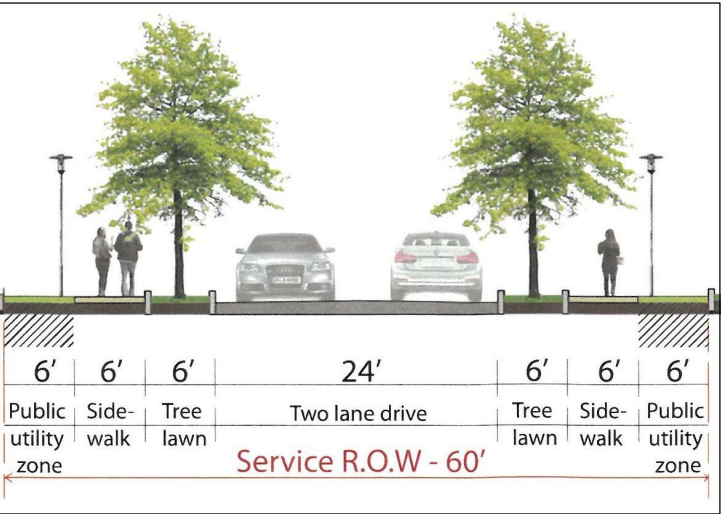 6’ 6’ 6’ 24’ 6’ 6’ 6’
Public Side- Tree Two lane drive Tree Side- Public
utility walk lawn lawn walk utility
zone zone
Service R.O.W - 60’